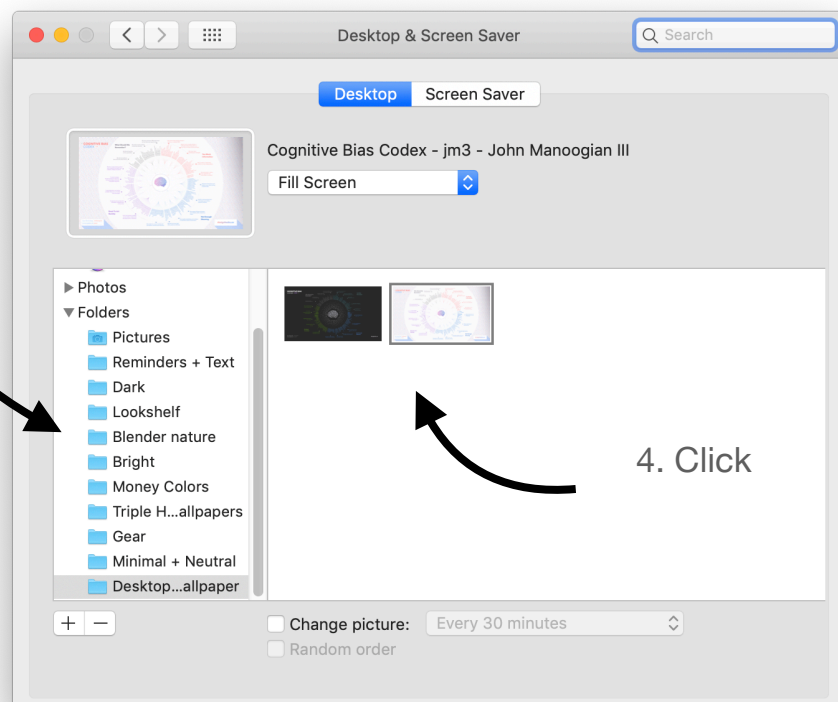 Desktop & Screen Saver
Search
Desktop
Screen Saver
Cognitive Bias Codex - jm3 - John Manoogian III
Fill Screen
Photos
Folders
Pictures
Reminders + Text
Dark
Lookshelf
Blender nature
Bright
Money Colors
Triple H...allpapers
Gear
Minimal + Neutral
Desktop...allpaper
4. Click
Change picture:
Every 30 minutes
Random order